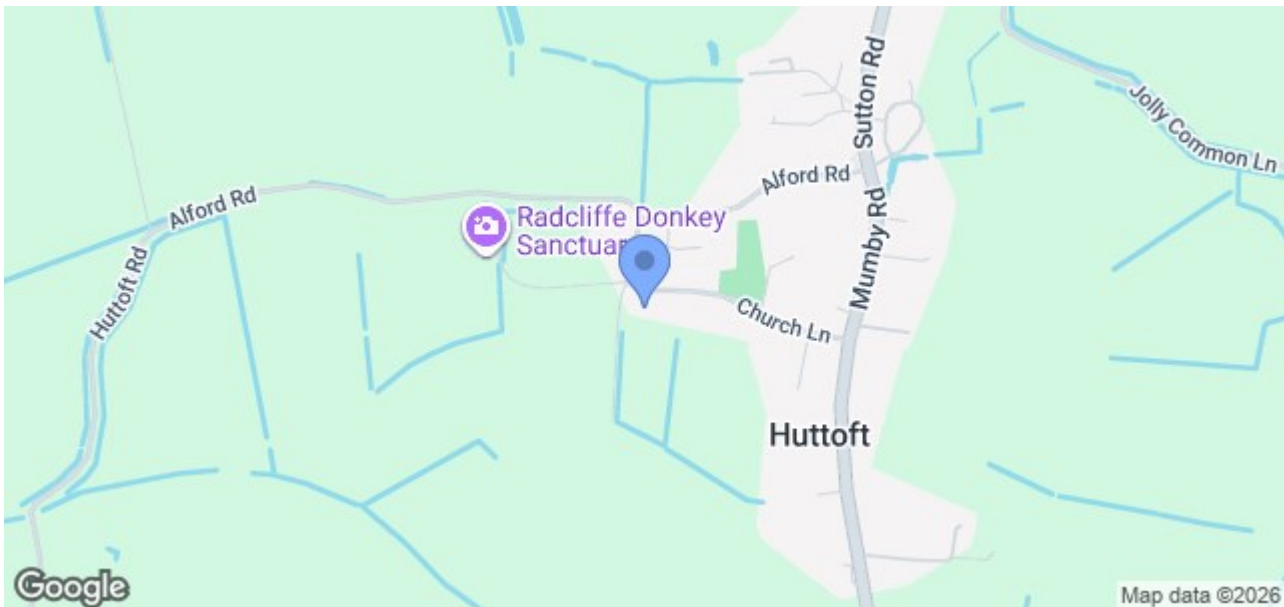 Sutton Rd
Jolly Common Ln
Alford Rd
Alford Rd
Radcliffe Donkey
Sanctuar
Mumby Rd
Huttoft Rd
Church Ln
Huttoft
Google
Map data ©2026